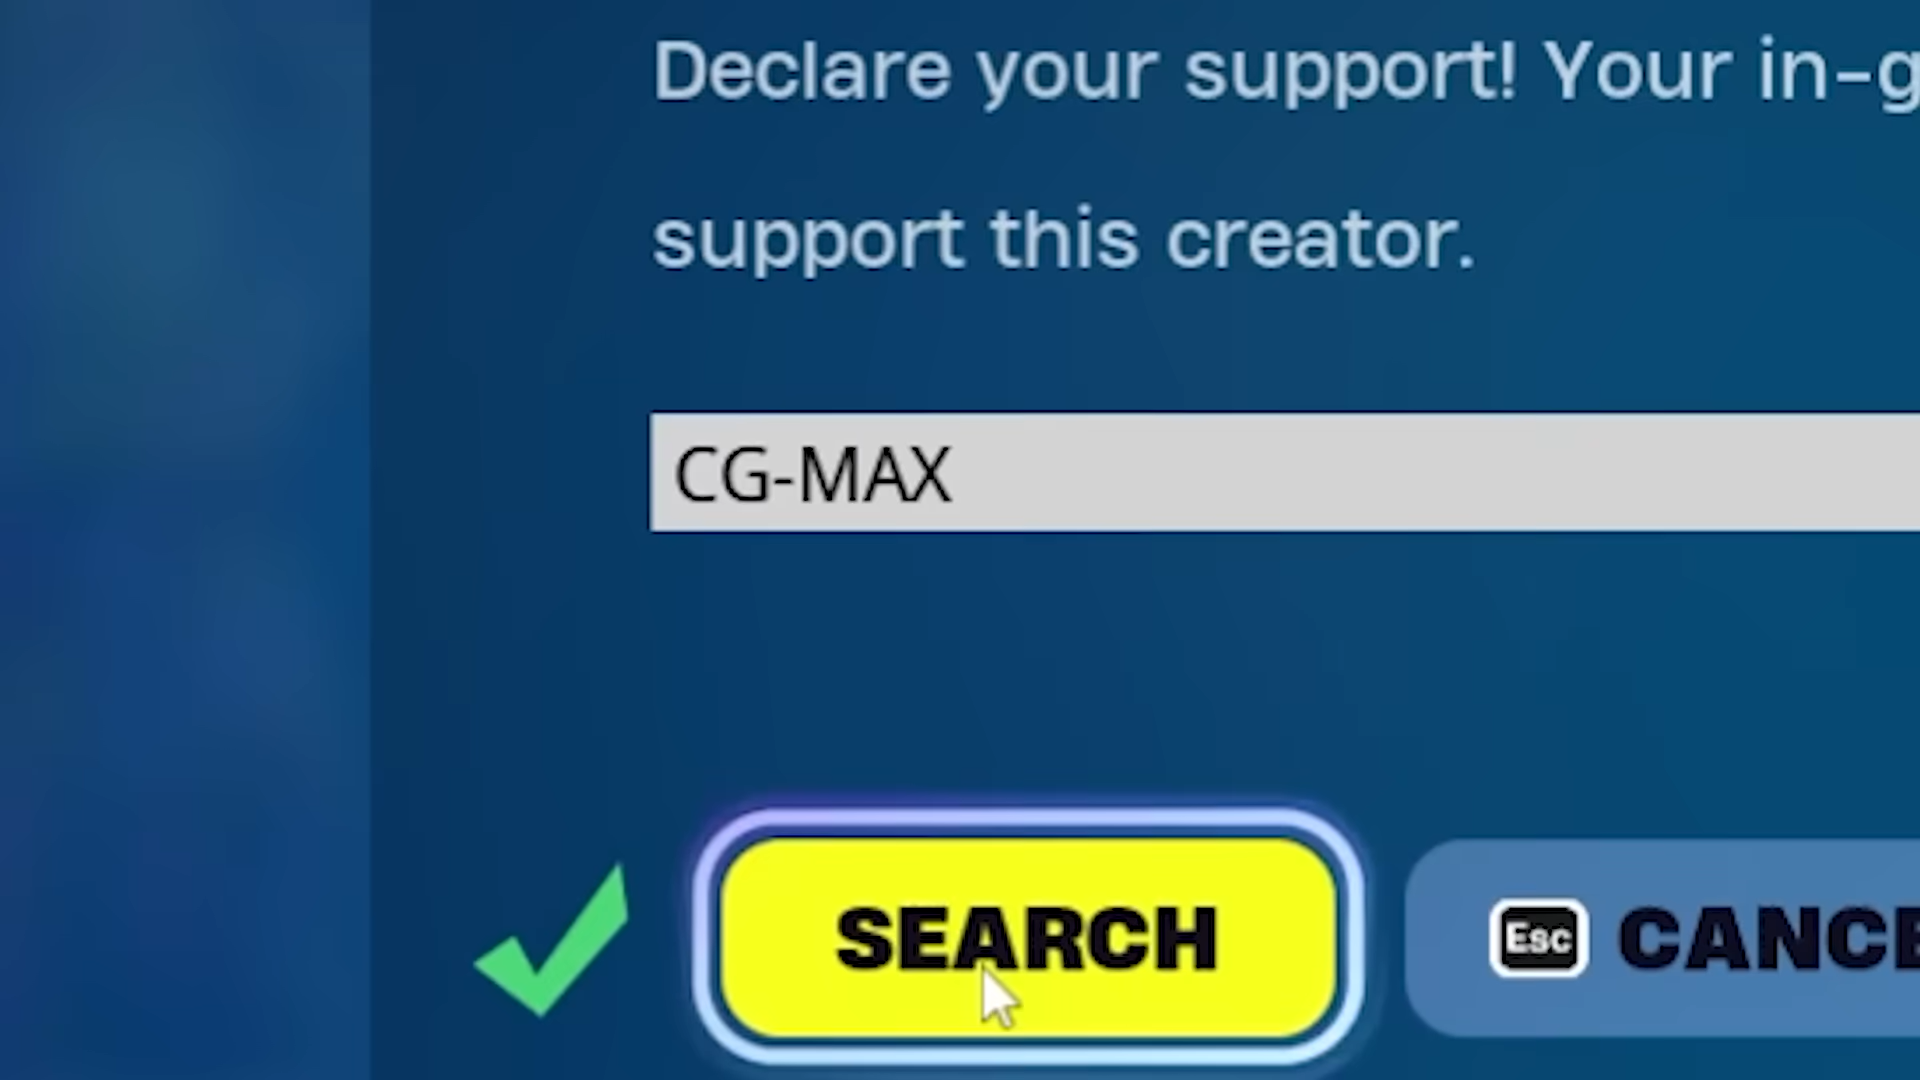 Declare your support! Your in-g
support this creator.
CG-MAX
SEARCH
Esc CANCE